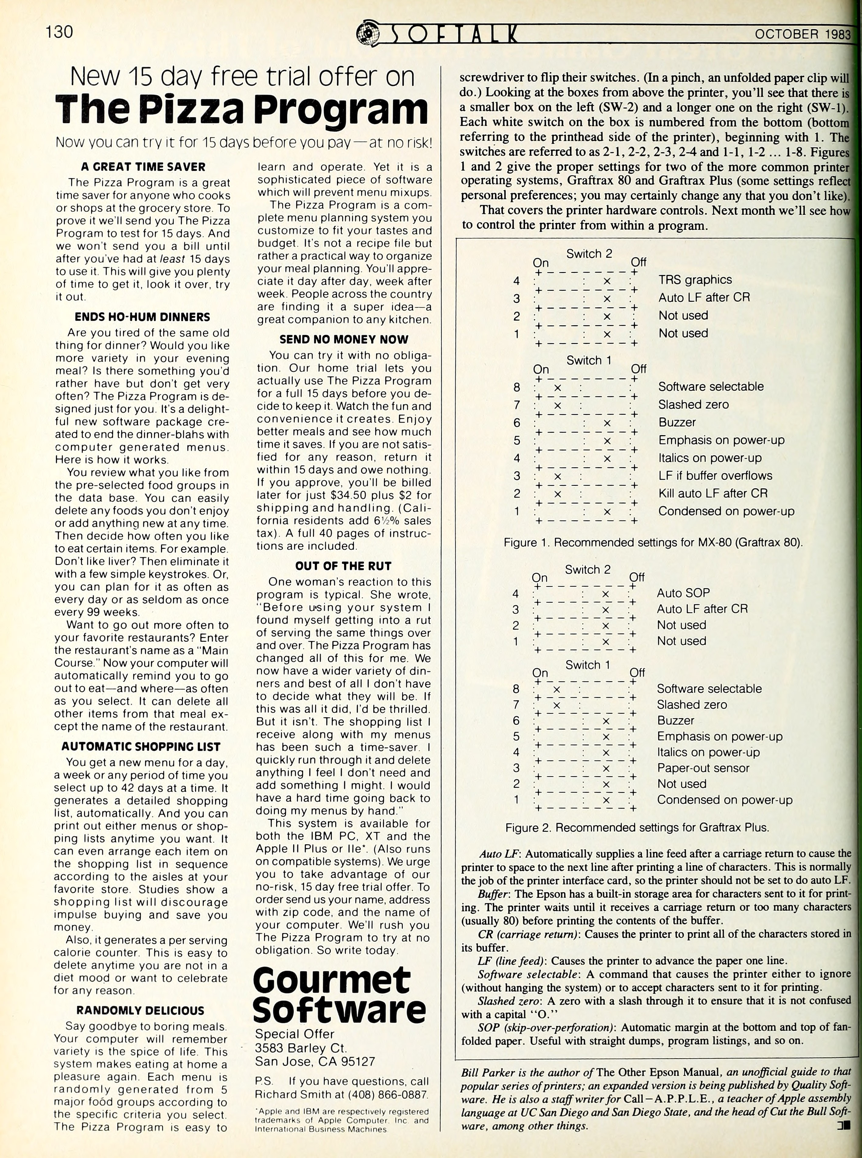 130
SOFTALK
OCTOBER 1983
New 15 day free trial offer on
The Pizza Program
Now you can try it for 15 days before you pay—at no risk!
A GREAT TIME SAVER
The Pizza Program is a great
time saver for anyone who cooks
or shops at the grocery store. To
prove it we'll send you The Pizza
Program to test for 15 days. And
we won't send you a bill until
after you've had at least 15 days
to use it. This will give you plenty
of time to get it, look it over, try
it out.
ENDS HO-HUM DINNERS
Are you tired of the same old
thing for dinner? Would you like
more variety in your evening
meal? Is there something you'd
rather have but don't get very
often? The Pizza Program is de-
signed just for you. It's a delight-
ful new software package cre-
ated to end the dinner-blahs with
computer generated menus.
Here is how it works.
You review what you like from
the pre-selected food groups in
the data base. You can easily
delete any foods you don't enjoy
or add anything new at any time.
Then decide how often you like
to eat certain items. For example.
Don't like liver? Then eliminate it
with a few simple keystrokes. Or,
you can plan for it as often as
every day or as seldom as once
every 99 weeks.
Want to go out more often to
your favorite restaurants? Enter
the restaurant's name as a "Main
Course." Now your computer will
automatically remind you to go
out to eat—and where—as often
as you select. It can delete all
other items from that meal ex-
cept the name of the restaurant.
AUTOMATIC SHOPPING LIST
You get a new menu for a day,
a week or any period of time you
select up to 42 days at a time. It
generates a detailed shopping
list, automatically. And you can
print out either menus or shop-
ping lists anytime you want. It
can even arrange each item on
the shopping list in sequence
according to the aisles at your
favorite store. Studies show a
shopping list will discourage
impulse buying and save you
money.
Also, it generates a per serving
calorie counter. This is easy to
delete anytime you are not in a
diet mood or want to celebrate
for any reason.
RANDOMLY DELICIOUS
Say goodbye to boring meals.
Your computer will remember
variety is the spice of life. This
system makes eating at home a
pleasure again. Each menu is
randomly generated from 5
major food groups according to
the specific criteria you select.
The Pizza Program is easy to
learn and operate. Yet it is a
sophisticated piece of software
which will prevent menu mixups.
The Pizza Program is a com-
plete menu planning system you
customize to fit your tastes and
budget. It's not a recipe file but
rather a practical way to organize
your meal planning. You'll appre-
ciate it day after day, week after
week. People across the country
are finding it a super idea—a
great companion to any kitchen.
SEND NO MONEY NOW
You can try it with no obliga-
tion. Our home trial lets you
actually use The Pizza Program
for a full 15 days before you de-
cide to keep it. Watch the fun and
convenience it creates. Enjoy
better meals and see how much
time it saves. If you are not satis-
fied for any reason, return it
within 15 days and owe nothing.
If you approve, you'll be billed
later for just $34.50 plus $2 for
shipping and handling. (Cali-
fornia residents add 6½% sales
tax). A full 40 pages of instruc-
tions are included.
OUT OF THE RUT
One woman's reaction to this
program is typical. She wrote,
"Before using your system I
found myself getting into a rut
of serving the same things over
and over. The Pizza Program has
changed all of this for me. We
now have a wider variety of din-
ners and best of all I don't have
to decide what they will be. If
this was all it did, I'd be thrilled.
But it isn't. The shopping list I
receive along with my menus
has been such a time-saver. I
quickly run through it and delete
anything I feel I don't need and
add something I might. I would
have a hard time going back to
doing my menus by hand."
This system is available for
both the IBM PC, XT and the
Apple II Plus or IIe*. (Also runs
on compatible systems). We urge
you to take advantage of our
no-risk, 15 day free trial offer. To
order send us your name, address
with zip code, and the name of
your computer. We'll rush you
The Pizza Program to try at no
obligation. So write today.
Gourmet
Software
Special Offer
3583 Barley Ct.
San Jose, CA 95127
P.S. If you have questions, call
Richard Smith at (408) 866-0887.
*Apple and IBM are respectively registered
trademarks of Apple Computer, Inc. and
International Business Machines.
screwdriver to flip their switches. (In a pinch, an unfolded paper clip will
do.) Looking at the boxes from above the printer, you'll see that there is
a smaller box on the left (SW-2) and a longer one on the right (SW-1).
Each white switch on the box is numbered from the bottom (bottom
referring to the printhead side of the printer), beginning with 1. The
switches are referred to as 2-1, 2-2, 2-3, 2-4 and 1-1, 1-2 ... 1-8. Figures
1 and 2 give the proper settings for two of the more common printer
operating systems, Graftrax 80 and Graftrax Plus (some settings reflect
personal preferences; you may certainly change any that you don't like).
That covers the printer hardware controls. Next month we'll see how
to control the printer from within a program.
Switch 2
On Off
4 : : x : TRS graphics
3 : : x : Auto LF after CR
2 : : x : Not used
1 : : x : Not used
Switch 1
On Off
8 : x : : Software selectable
7 : x : : Slashed zero
6 : : x : Buzzer
5 : : x : Emphasis on power-up
4 : : x : Italics on power-up
3 : x : : LF if buffer overflows
2 : x : : Kill auto LF after CR
1 : : x : Condensed on power-up
Figure 1. Recommended settings for MX-80 (Graftrax 80).
Switch 2
On Off
4 : : x : Auto SOP
3 : : x : Auto LF after CR
2 : : x : Not used
1 : : x : Not used
Switch 1
On Off
8 : x : : Software selectable
7 : x : : Slashed zero
6 : : x : Buzzer
5 : : x : Emphasis on power-up
4 : : x : Italics on power-up
3 : : x : Paper-out sensor
2 : : x : Not used
1 : : x : Condensed on power-up
Figure 2. Recommended settings for Graftrax Plus.
Auto LF: Automatically supplies a line feed after a carriage return to cause the
printer to space to the next line after printing a line of characters. This is normally
the job of the printer interface card, so the printer should not be set to do auto LF.
Buffer: The Epson has a built-in storage area for characters sent to it for print-
ing. The printer waits until it receives a carriage return or too many characters
(usually 80) before printing the contents of the buffer.
CR (carriage return): Causes the printer to print all of the characters stored in
its buffer.
LF (line feed): Causes the printer to advance the paper one line.
Software selectable: A command that causes the printer either to ignore
(without hanging the system) or to accept characters sent to it for printing.
Slashed zero: A zero with a slash through it to ensure that it is not confused
with a capital "O."
SOP (skip-over-perforation): Automatic margin at the bottom and top of fan-
folded paper. Useful with straight dumps, program listings, and so on.
Bill Parker is the author of The Other Epson Manual, an unofficial guide to that
popular series of printers; an expanded version is being published by Quality Soft-
ware. He is also a staff writer for Call—A.P.P.L.E., a teacher of Apple assembly
language at UC San Diego and San Diego State, and the head of Cut the Bull Soft-
ware, among other things.